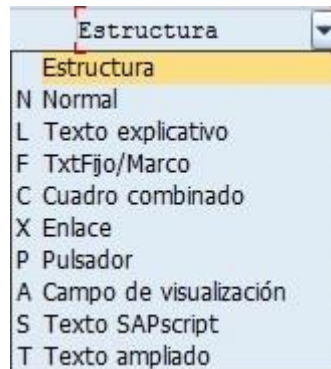 Estructura
Estructura
N Normal
L Texto explicativo
F TxtFijo/Marco
C Cuadro combinado
X Enlace
P Pulsador
A Campo de visualización
S Texto SAPscript
T Texto ampliado